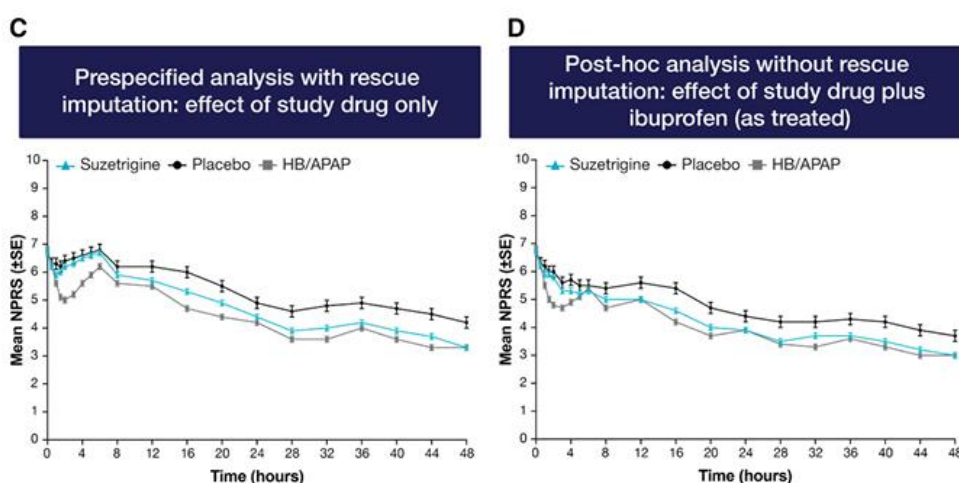 C
Prespecified analysis with rescue
imputation: effect of study drug only
Suzetrigine Placebo HB/APAP
Mean NPRS (±SE)
10
9
8
7
6
5
4
3
2
1
0
0 4 8 12 16 20 24 28 32 36 40 44 48
Time (hours)
D
Post-hoc analysis without rescue
imputation: effect of study drug plus
ibuprofen (as treated)
Suzetrigine Placebo HB/APAP
Mean NPRS (±SE)
10
9
8
7
6
5
4
3
2
1
0
0 4 8 12 16 20 24 28 32 36 40 44 48
Time (hours)